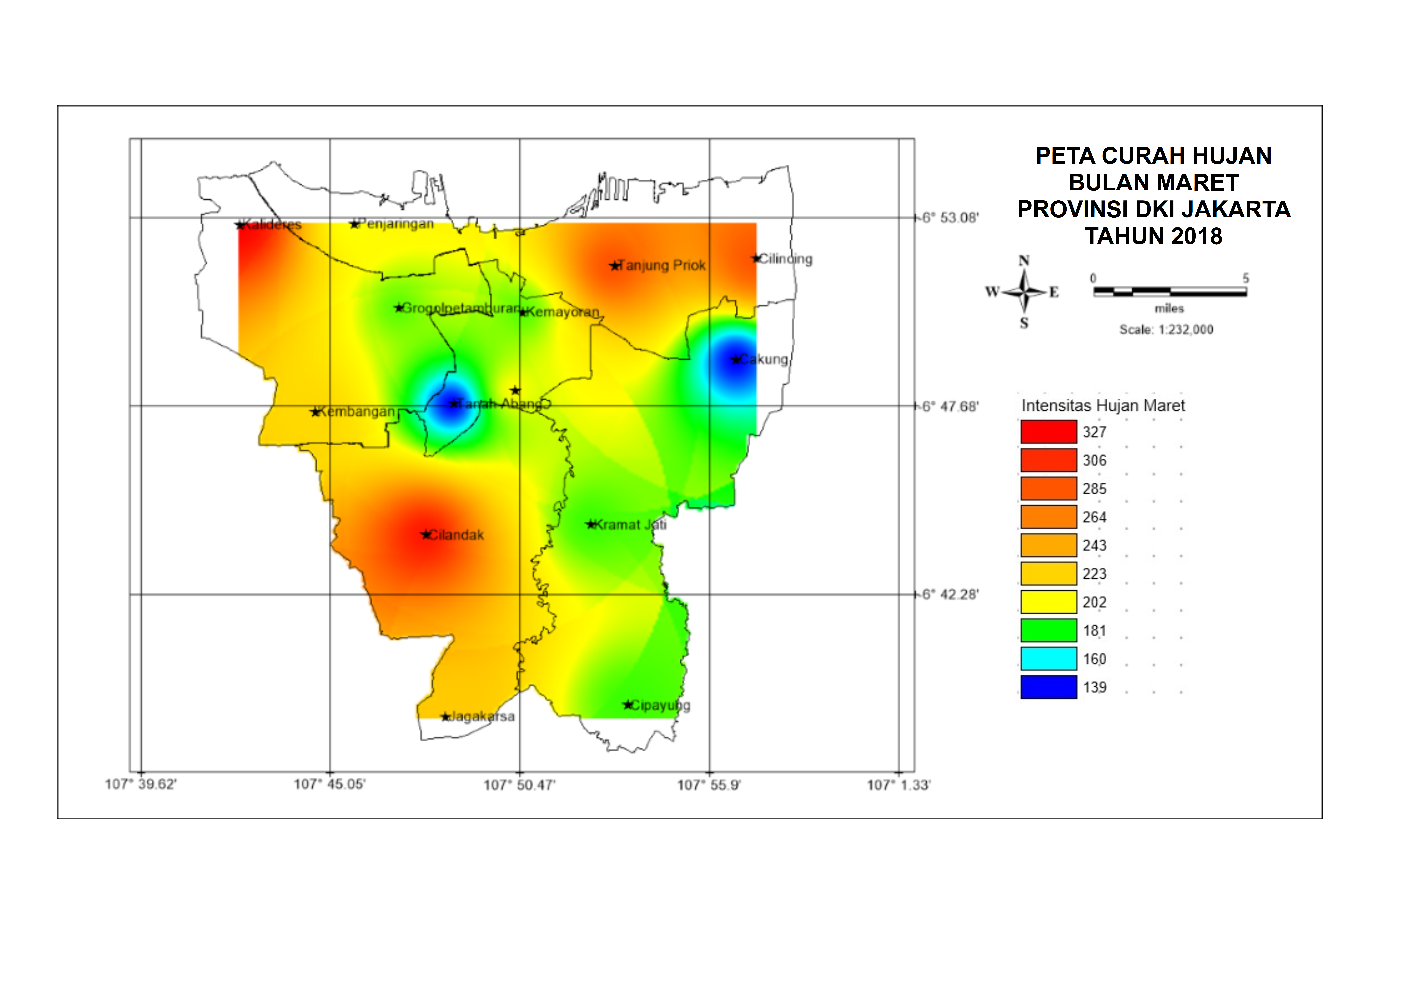 PETA CURAH HUJAN
BULAN MARET
PROVINSI DKI JAKARTA
TAHUN 2018
N
W E
S
0 5
miles
Scale: 1:232,000
Intensitas Hujan Maret
327
306
285
264
243
223
202
181
160
139
Kalideres
Penjaringan
Tanjung Priok
Cilincing
Grogolpetamburan
Kemayoran
Cakung
Kembangan
Tanah Abang
Kramat Jati
Cilandak
Cipayung
Jagakarsa
-6° 53.08'
-6° 47.68'
-6° 42.28'
107° 39.62'
107° 45.05'
107° 50.47'
107° 55.9'
107° 1.33'